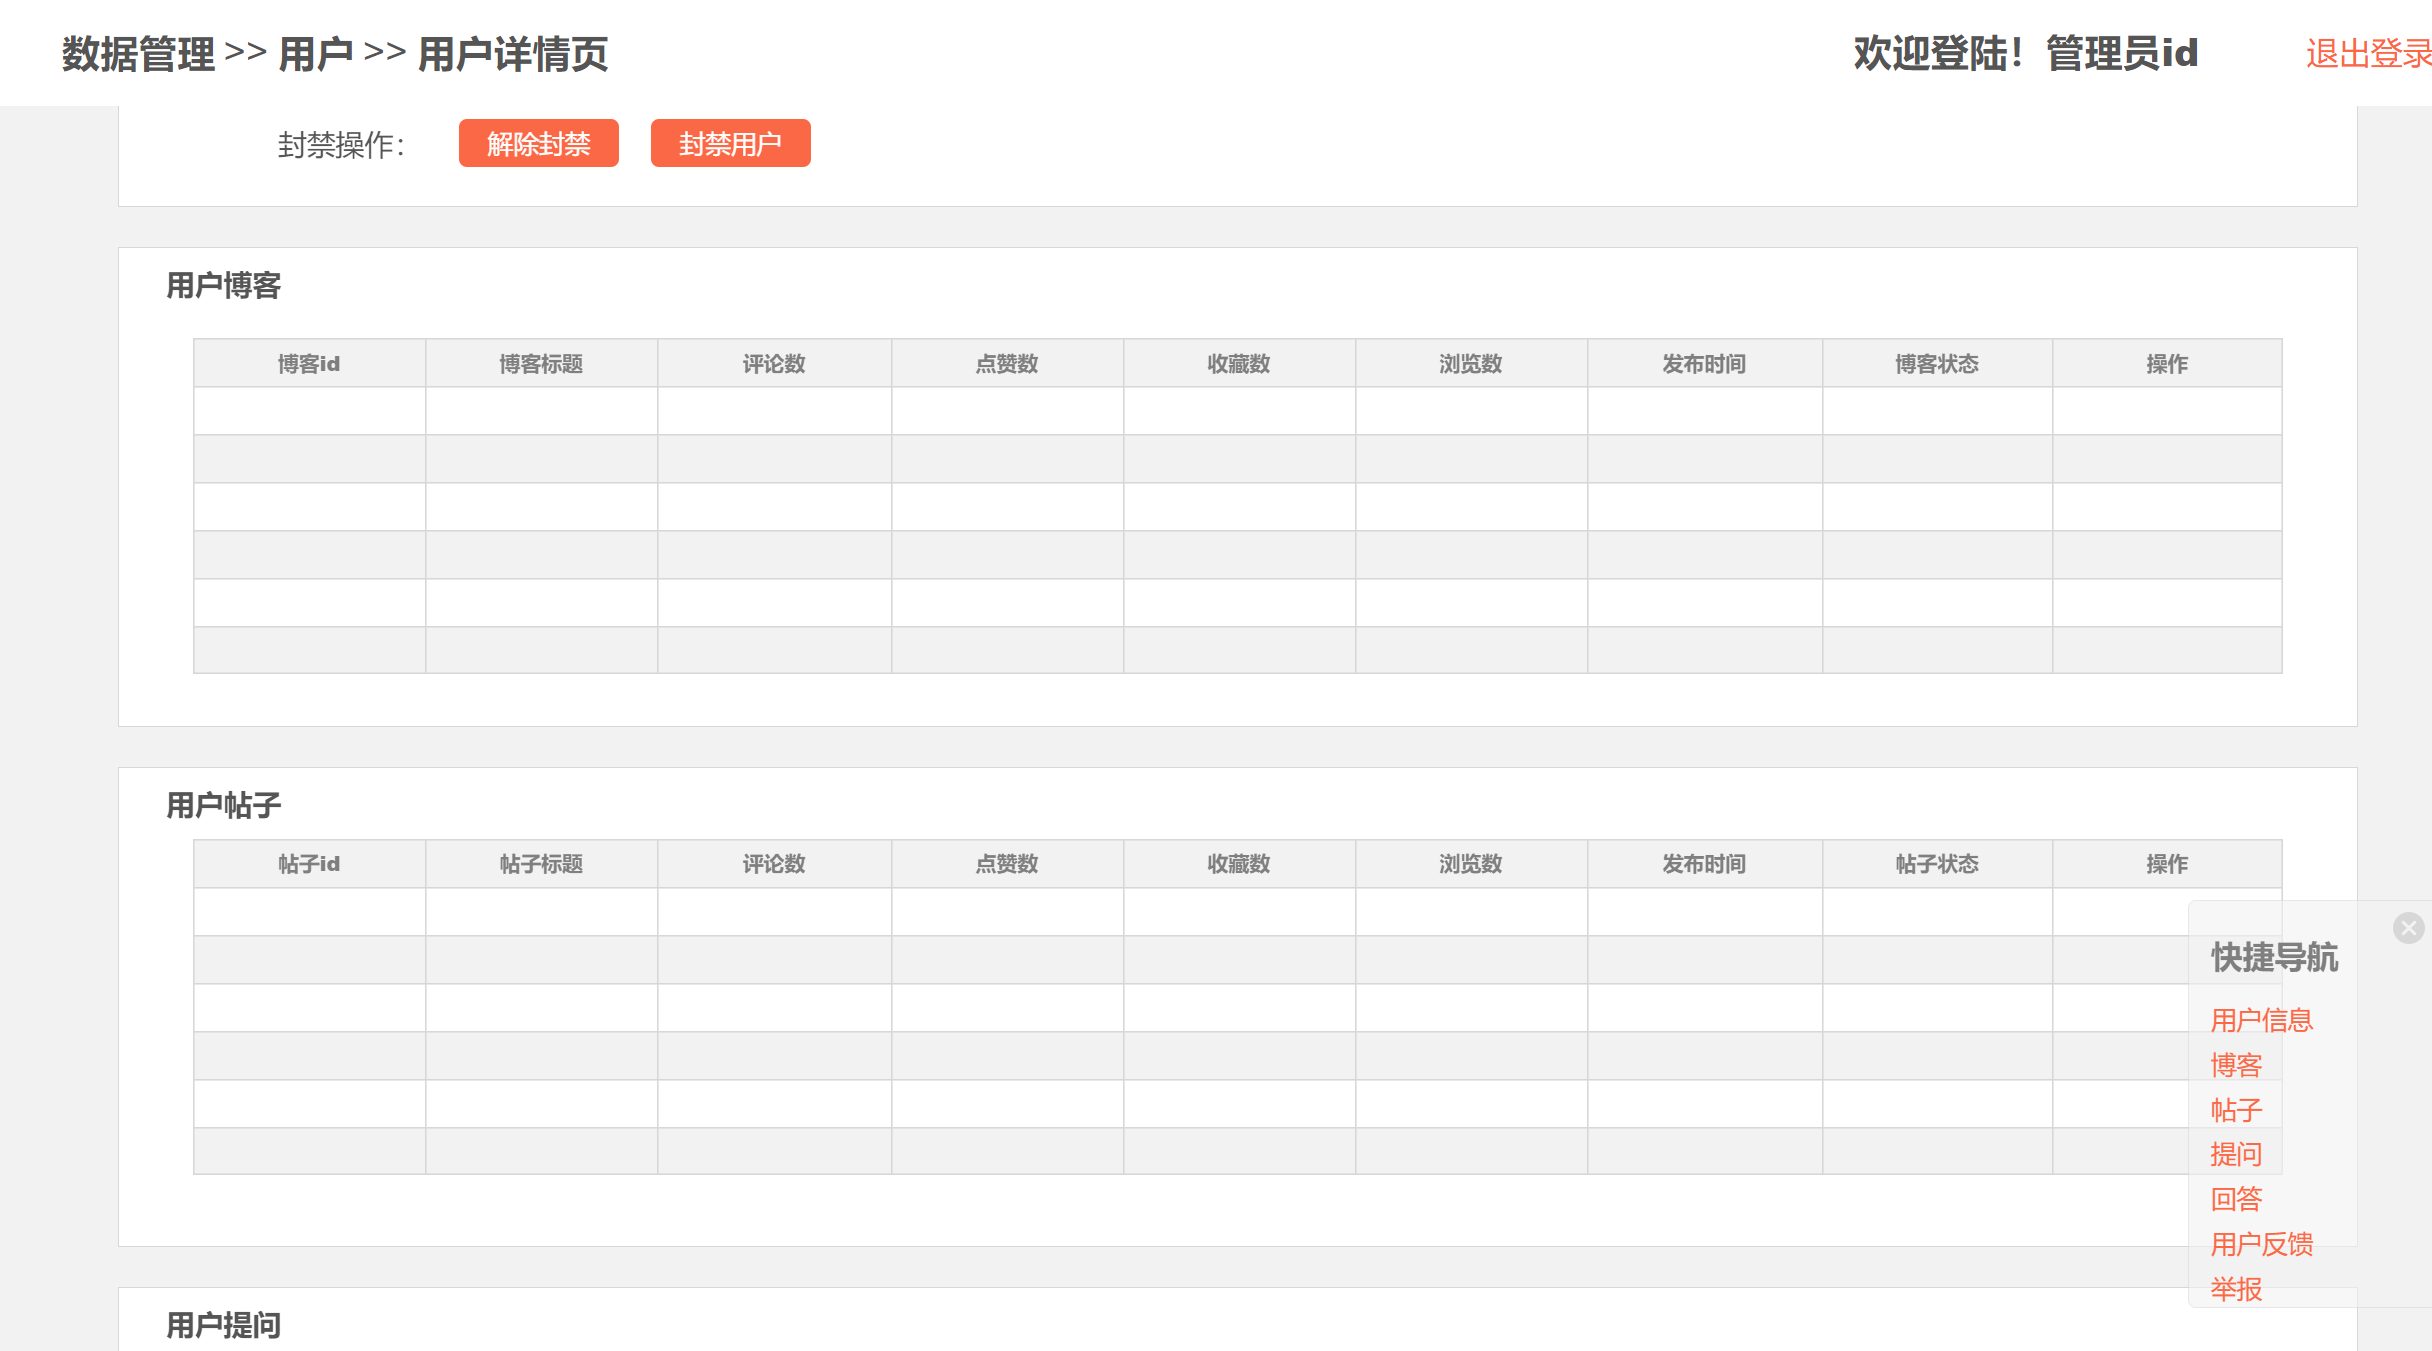 数据管理 >> 用户 >> 用户详情页
欢迎登陆！管理员id
退出登录
封禁操作：
解除封禁
封禁用户
用户博客
博客id 博客标题 评论数 点赞数 收藏数 浏览数 发布时间 博客状态 操作
用户帖子
帖子id 帖子标题 评论数 点赞数 收藏数 浏览数 发布时间 帖子状态 操作
快捷导航
用户信息
博客
帖子
提问
回答
用户反馈
举报
用户提问